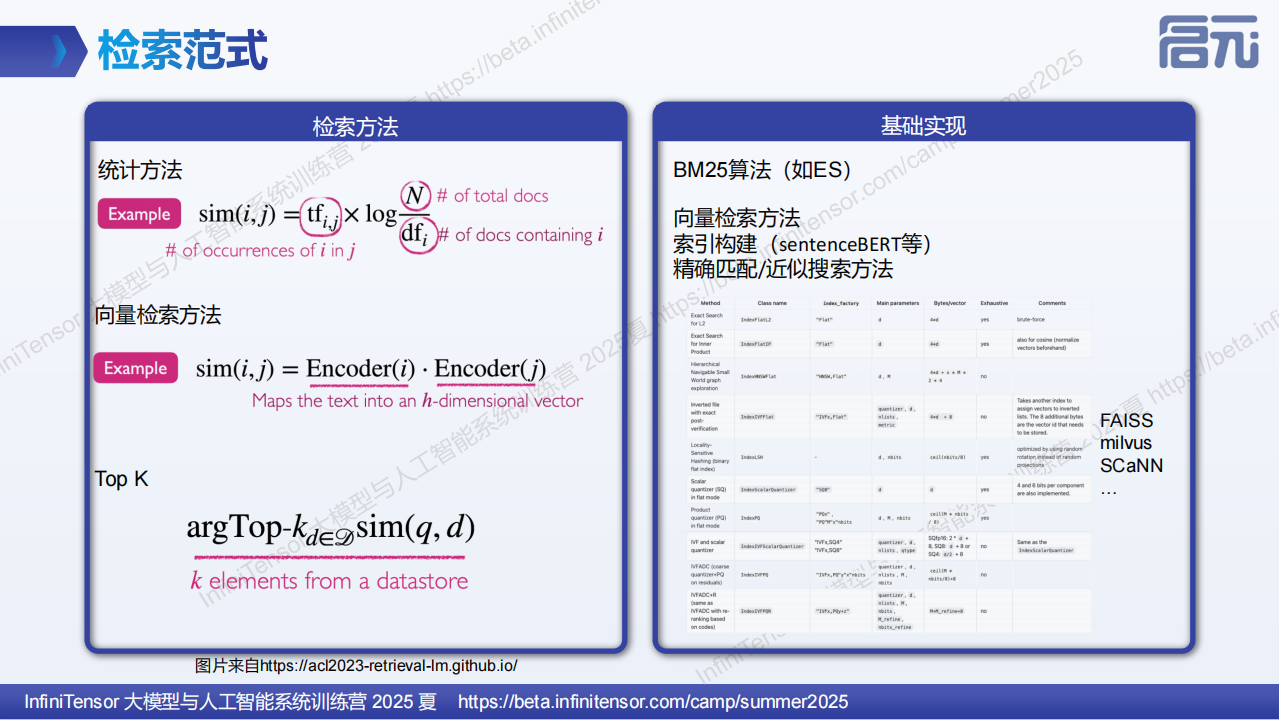 检索范式
启元
检索方法
统计方法
Example
sim(i, j) = tf_{i,j} × log N/df_i
# of total docs
# of docs containing i
# of occurrences of i in j
向量检索方法
Example
sim(i, j) = Encoder(i) · Encoder(j)
Maps the text into an h-dimensional vector
Top K
argTop-k_{d∈𝒟} sim(q, d)
k elements from a datastore
图片来自https://acl2023-retrieval-lm.github.io/
基础实现
BM25算法（如ES）
向量检索方法
索引构建（sentenceBERT等）
精确匹配/近似搜索方法
Method Class name index_factory Main parameters Bytes/vector Exhaustive Comments
Exact Search for L2 IndexFlatL2 "Flat" d 4*d yes brute-force
Exact Search for Inner Product IndexFlatIP "Flat" d 4*d yes also for cosine (normalize vectors beforehand)
Hierarchical Navigable Small World graph exploration IndexHNSWFlat "HNSW,Flat" d, M 4*d + x * M * 2 * 4 no
Inverted file with exact post-verification IndexIVFFlat "IVFx,Flat" quantizer, d, nlists, metric 4*d + 8 no Takes another index to assign vectors to inverted lists. The 8 additional bytes are the vector id that needs to be stored.
Locality-Sensitive Hashing (binary flat index) IndexLSH - d, nbits ceil(nbits/8) yes optimized by using random rotation instead of random projections
Scalar quantizer (SQ) in flat mode IndexScalarQuantizer "SQ8" d d yes 4 and 6 bits per component are also implemented.
Product quantizer (PQ) in flat mode IndexPQ "PQx", "PQ"M"x"nbits d, M, nbits ceil(M * nbits / 8) yes
IVF and scalar quantizer IndexIVFScalarQuantizer "IVFx,SQ4" "IVFx,SQ8" quantizer, d, nlists, qtype SQfp16: 2 * d + 8, SQ8: d + 8 or SQ4: d/2 + 8 no Same as the IndexScalarQuantizer
IVFADC (coarse quantizer+PQ on residuals) IndexIVFPQ "IVFx,PQ"y"x"nbits quantizer, d, nlists, M, nbits ceil(M * nbits/8)+8 no
IVFADC+R (same as IVFADC with re-ranking based on codes) IndexIVFPQR "IVFx,PQy+z" quantizer, d, nlists, M, nbits, M_refine, nbits_refine M+M_refine+8 no
FAISS
milvus
SCaNN
…
InfiniTensor 大模型与人工智能系统训练营 2025 夏 https://beta.infinitensor.com/camp/summer2025